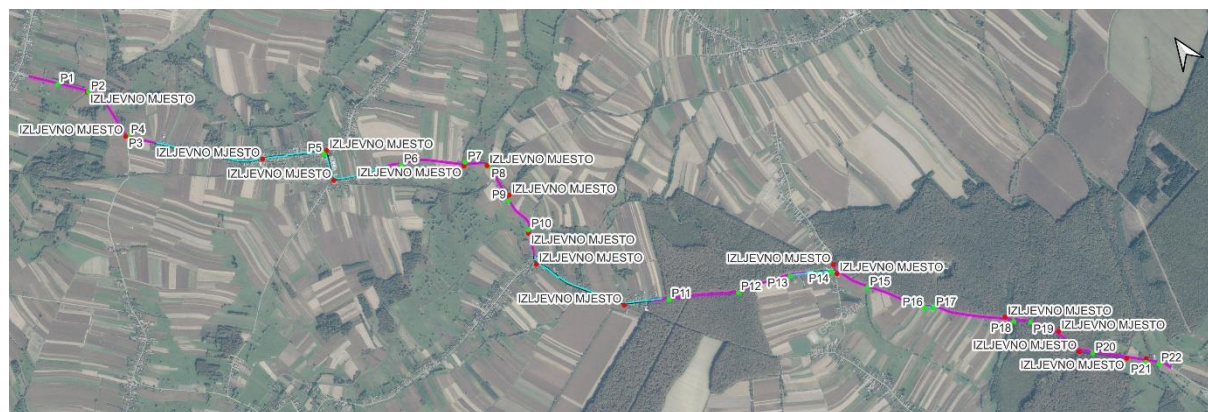 P1
P2
IZLJEVNO MJESTO
IZLJEVNO MJESTO
P4
P3
IZLJEVNO MJESTO
P5
IZLJEVNO MJESTO
IZLJEVNO MJESTO
P6
IZLJEVNO MJESTO
P7
IZLJEVNO MJESTO
P8
P9
IZLJEVNO MJESTO
P10
IZLJEVNO MJESTO
IZLJEVNO MJESTO
IZLJEVNO MJESTO
P11
P12
P13
IZLJEVNO MJESTO
P14
IZLJEVNO MJESTO
P15
P16
P17
IZLJEVNO MJESTO
P18
P19
IZLJEVNO MJESTO
IZLJEVNO MJESTO
P20
IZLJEVNO MJESTO
P21
P22